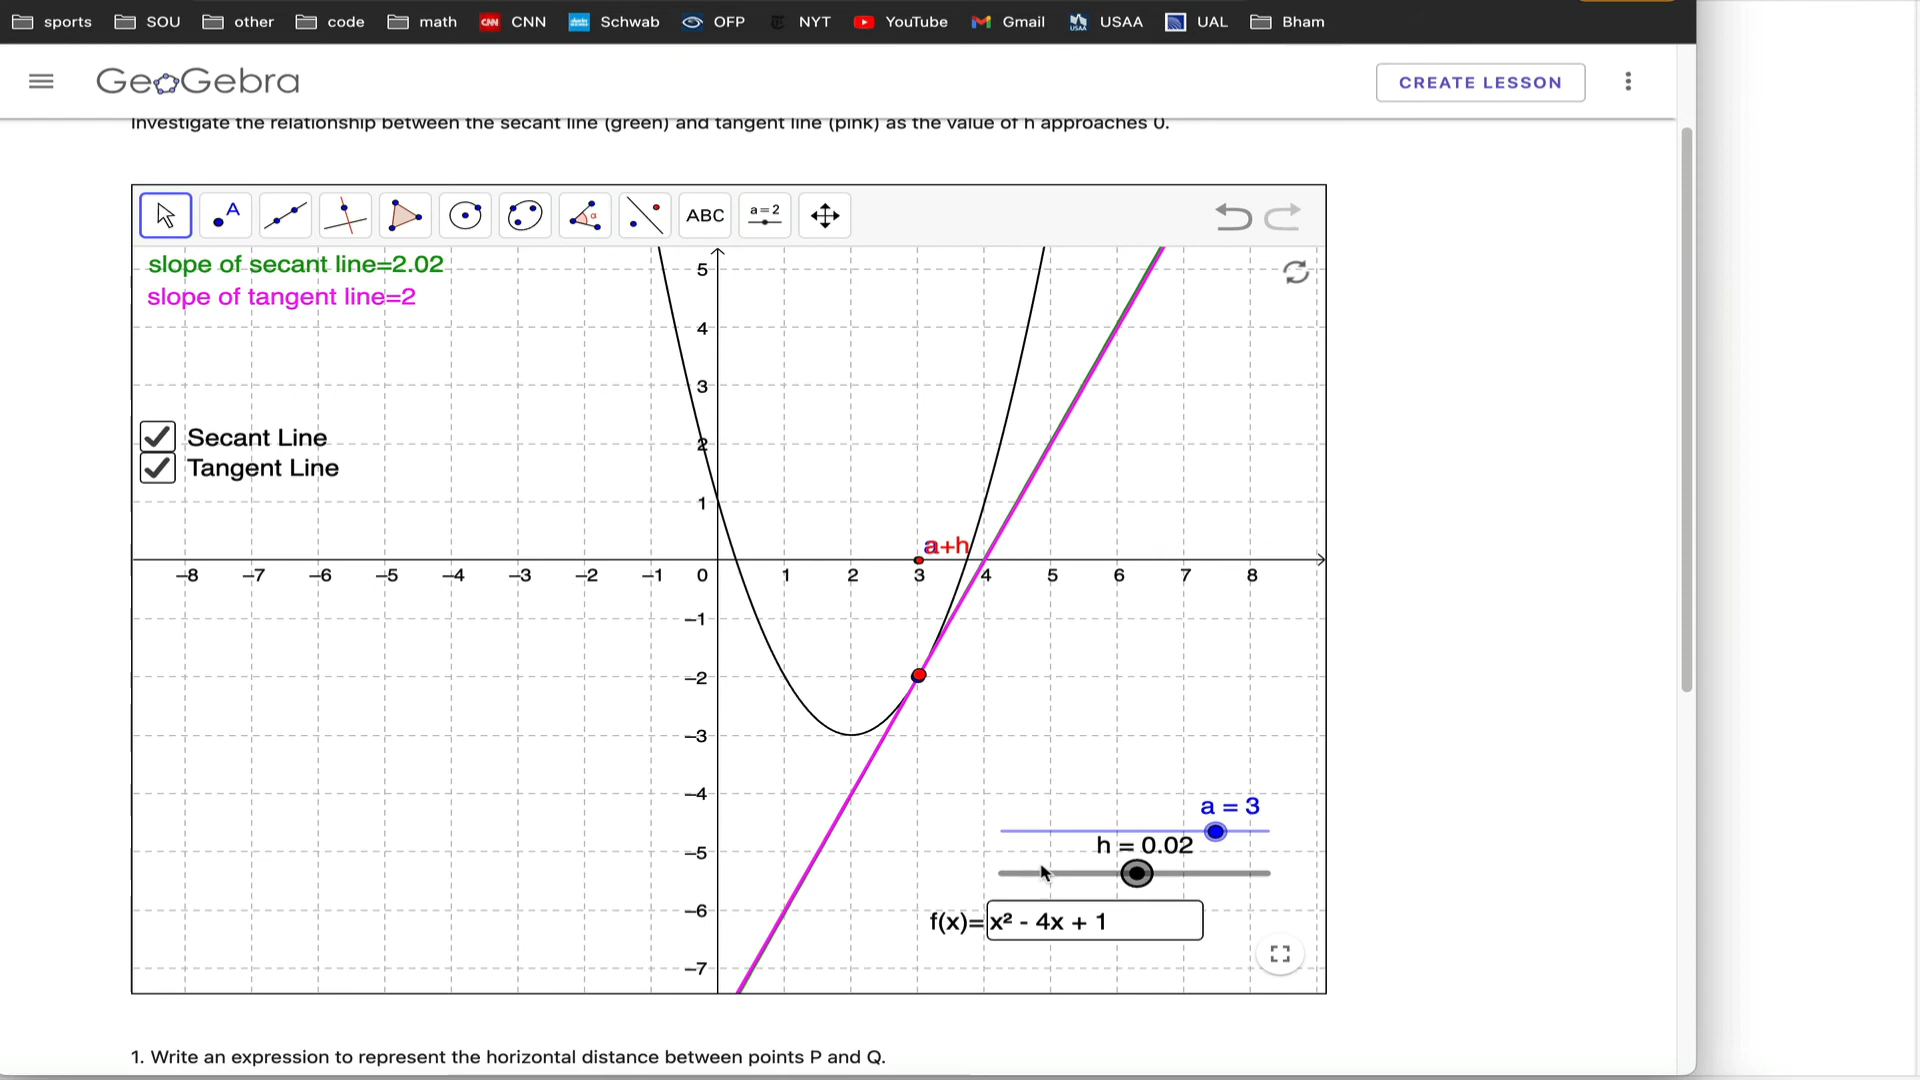 sports SOU other code math CNN CNN Schwab OFP NYT YouTube Gmail USAA UAL Bham
GeoGebra
CREATE LESSON
Investigate the relationship between the secant line (green) and tangent line (pink) as the value of h approaches 0.
A α ABC a=2
slope of secant line=2.02
slope of tangent line=2
5
4
3
2
1
Secant Line
Tangent Line
a+h
–8 –7 –6 –5 –4 –3 –2 –1 0 1 2 3 4 5 6 7 8
–1
–2
–3
–4
–5
–6
–7
a = 3
h = 0.02
f(x)= x² - 4x + 1
1. Write an expression to represent the horizontal distance between points P and Q.